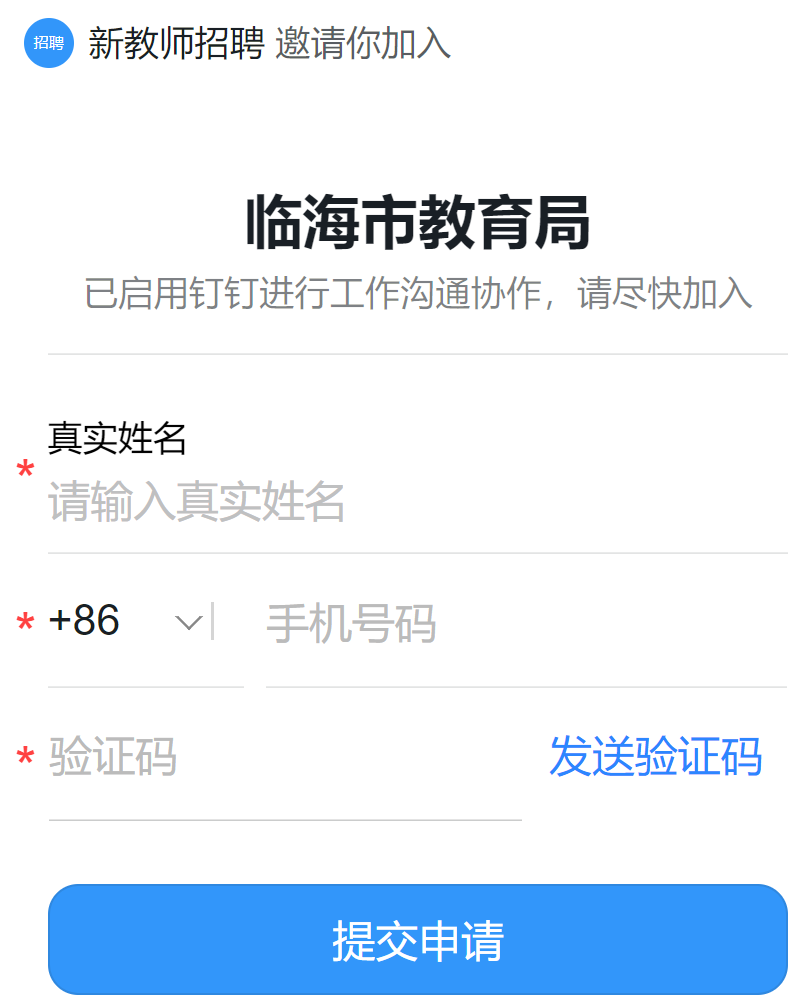 招聘 新教师招聘 邀请你加入
临海市教育局
已启用钉钉进行工作沟通协作，请尽快加入
真实姓名
* 请输入真实姓名
* +86 手机号码
* 验证码 发送验证码
提交申请